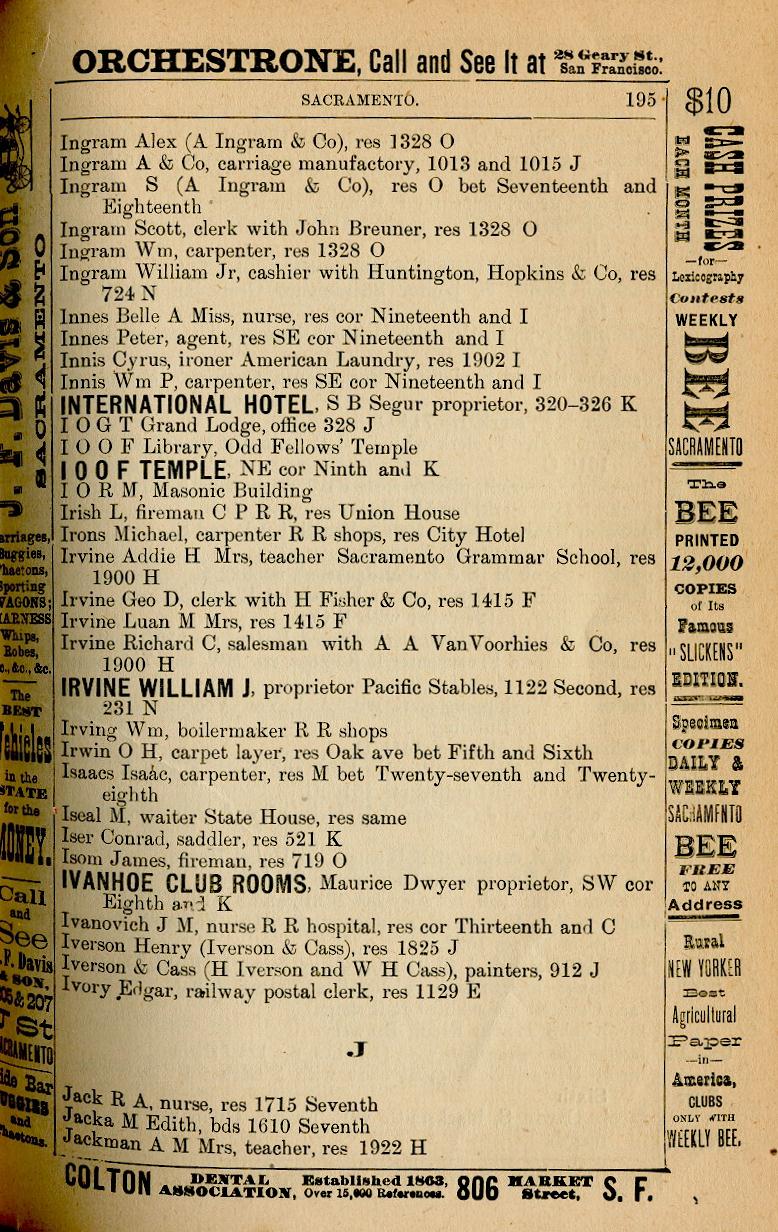 ORCHESTRONE, Call and See It at 28 Geary St., San Francisco.
SACRAMENTO. 195
Ingram Alex (A Ingram & Co), res 1328 O
Ingram A & Co, carriage manufactory, 1013 and 1015 J
Ingram S (A Ingram & Co), res O bet Seventeenth and
Eighteenth
Ingram Scott, clerk with John Breuner, res 1328 O
Ingram Wm, carpenter, res 1328 O
Ingram William Jr, cashier with Huntington, Hopkins & Co, res
724 N
Innes Belle A Miss, nurse, res cor Nineteenth and I
Innes Peter, agent, res SE cor Nineteenth and I
Innis Cyrus, ironer American Laundry, res 1902 I
Innis Wm P, carpenter, res SE cor Nineteenth and I
INTERNATIONAL HOTEL, S B Segur proprietor, 320–326 K
I O G T Grand Lodge, office 328 J
I O O F Library, Odd Fellows' Temple
I O O F TEMPLE, NE cor Ninth and K
I O R M, Masonic Building
Irish L, fireman C P R R, res Union House
Irons Michael, carpenter R R shops, res City Hotel
Irvine Addie H Mrs, teacher Sacramento Grammar School, res
1900 H
Irvine Geo D, clerk with H Fisher & Co, res 1415 F
Irvine Luan M Mrs, res 1415 F
Irvine Richard C, salesman with A A VanVoorhies & Co, res
1900 H
IRVINE WILLIAM J, proprietor Pacific Stables, 1122 Second, res
231 N
Irving Wm, boilermaker R R shops
Irwin O H, carpet layer, res Oak ave bet Fifth and Sixth
Isaacs Isaac, carpenter, res M bet Twenty-seventh and Twenty-
eighth
Iseal M, waiter State House, res same
Iser Conrad, saddler, res 521 K
Isom James, fireman, res 719 O
IVANHOE CLUB ROOMS, Maurice Dwyer proprietor, SW cor
Eighth and K
Ivanovich J M, nurse R R hospital, res cor Thirteenth and C
Iverson Henry (Iverson & Cass), res 1825 J
Iverson & Cass (H Iverson and W H Cass), painters, 912 J
Ivory Edgar, railway postal clerk, res 1129 E
J
Jack R A, nurse, res 1715 Seventh
Jacka M Edith, bds 1610 Seventh
Jackman A M Mrs, teacher, res 1922 H
COLTON DENTAL ASSOCIATION, Established 1863, Over 15,000 References. 806 MARKET Street, S. F.
$10
CASH PRIZES
EACH MONTH
—for—
Lexicography
Contests
WEEKLY
BEE
SACRAMENTO
The
BEE
PRINTED
12,000
COPIES
of Its
Famous
"SLICKENS"
EDITION.
Specimen
COPIES
DAILY &
WEEKLY
SACRAMENTO
BEE
FREE
TO ANY
Address
Rural
NEW YORKER
Best
Agricultural
Paper
—in—
America,
CLUBS
ONLY WITH
WEEKLY BEE.
J. F. Davis & Son
SACRAMENTO
Buggies,
WAGONS;
Whips,
Robes,
&c., &c.
The
BEST
Vehicles
in the
STATE
for the
MONEY.
Call
and
See
F. Davis
& SON,
& 207
J St
SACRAMENTO
Bar
and